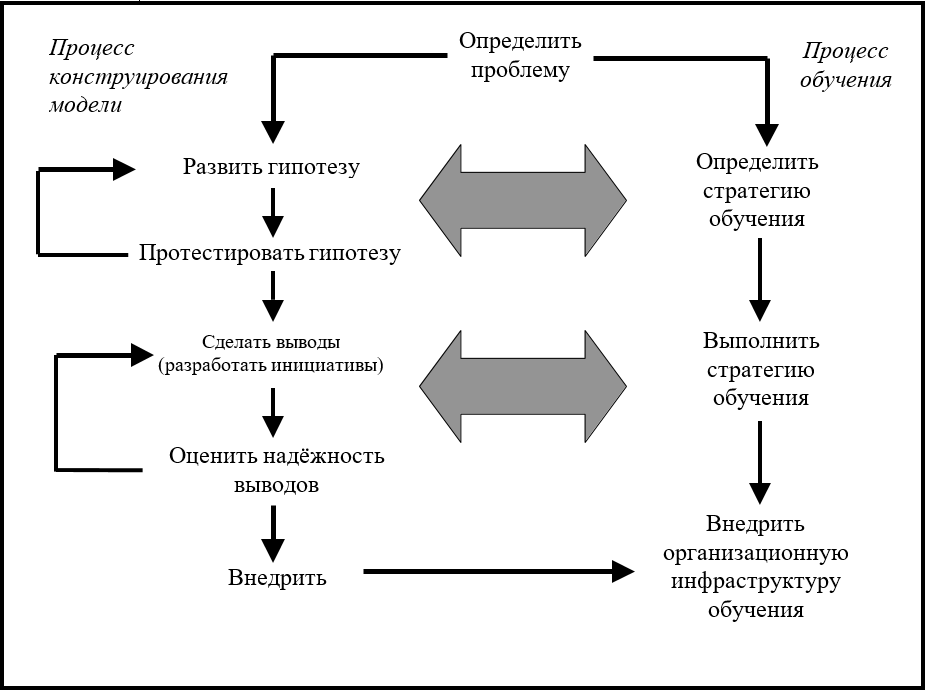 Процесс
конструирования
модели
Определить
проблему
Процесс
обучения
Развить гипотезу
Определить
стратегию
обучения
Протестировать гипотезу
Сделать выводы
(разработать инициативы)
Выполнить
стратегию
обучения
Оценить надёжность
выводов
Внедрить
Внедрить
организационную
инфраструктуру
обучения